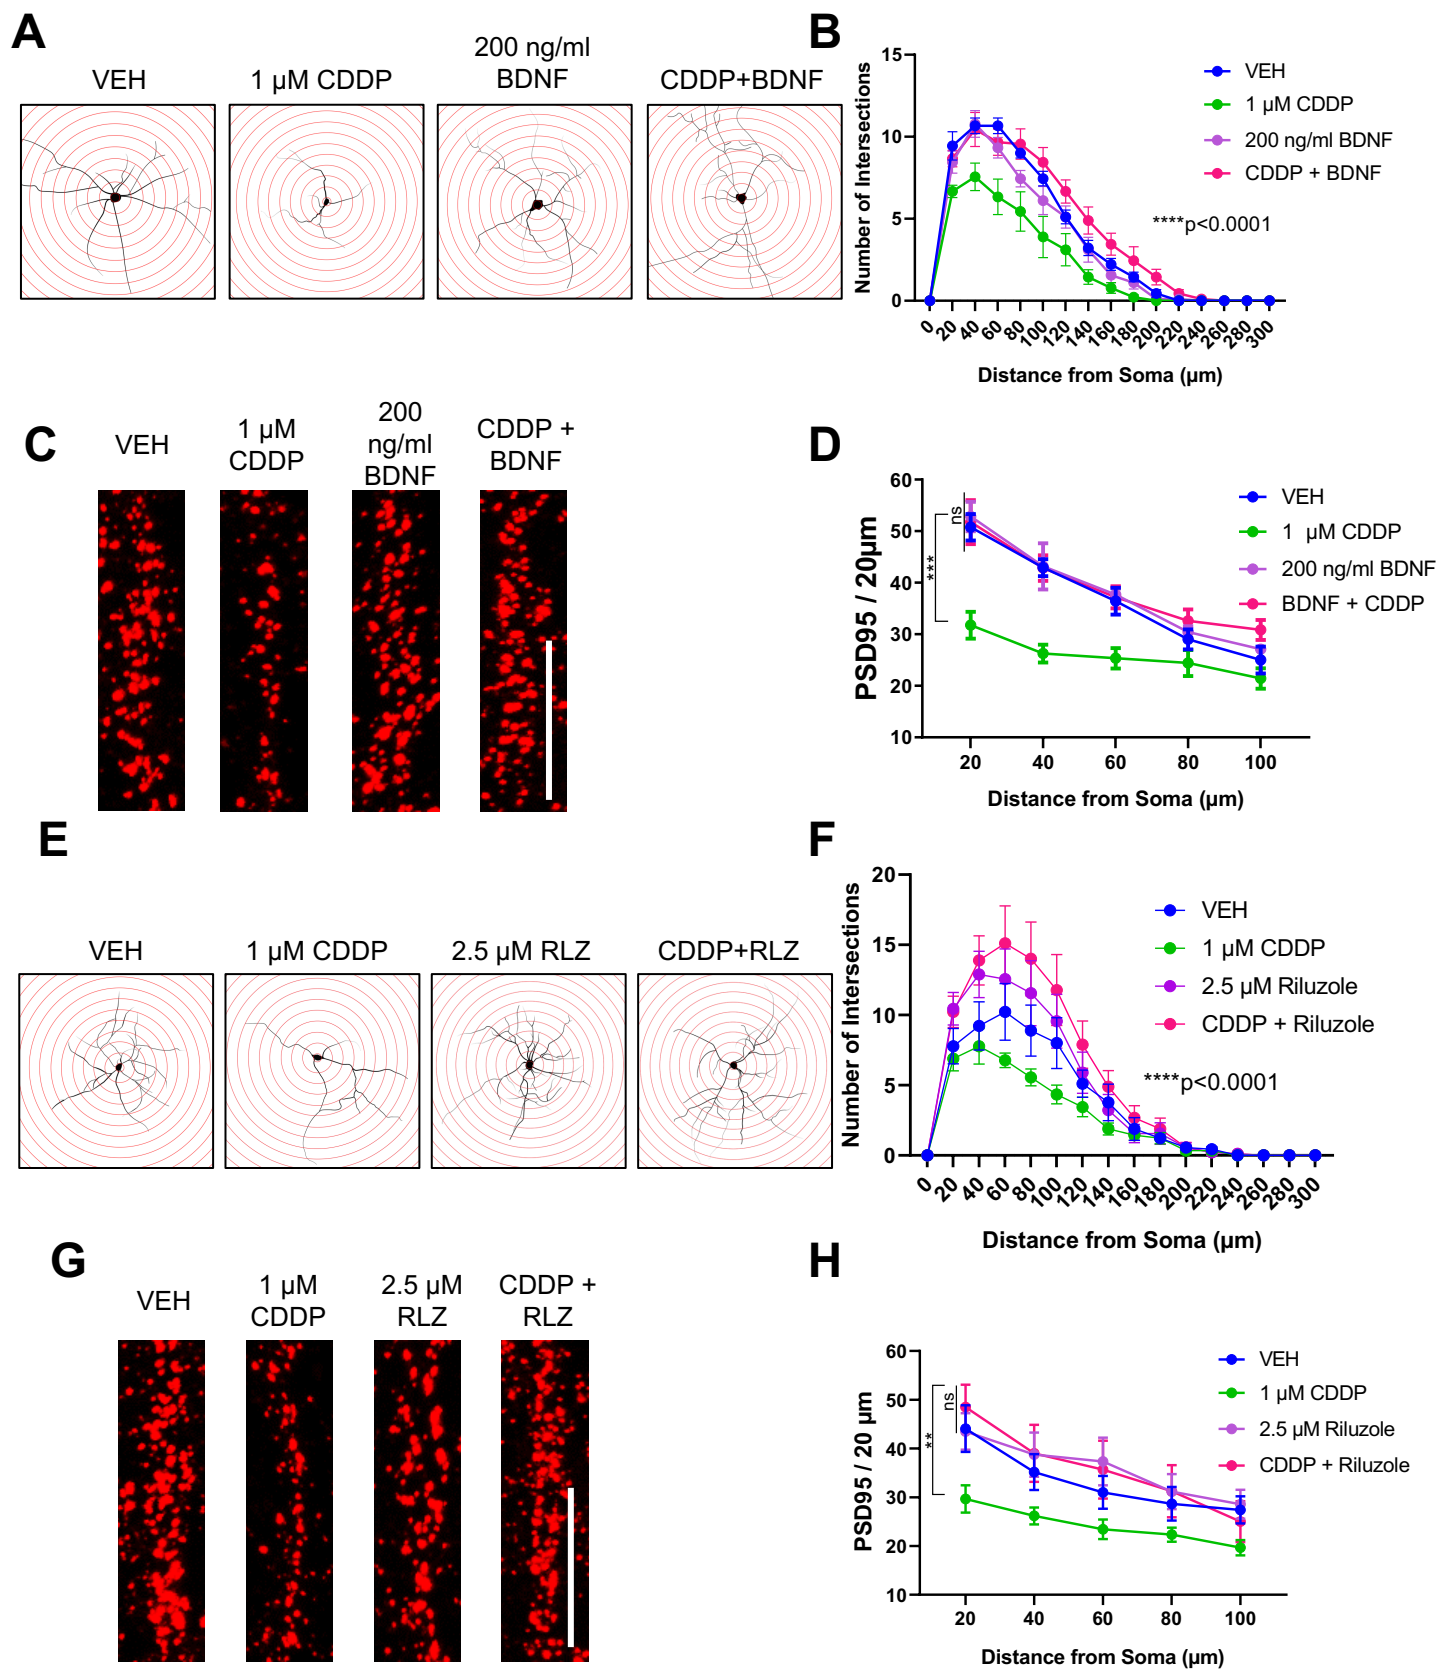 A
VEH
1 µM CDDP
200 ng/ml
BDNF
CDDP+BDNF
B
Number of Intersections
15
10
5
0
0 20 40 60 80 100 120 140 160 180 200 220 240 260 280 300
Distance from Soma (µm)
VEH
1 µM CDDP
200 ng/ml BDNF
CDDP + BDNF
****p<0.0001
C
VEH
1 µM
CDDP
200
ng/ml
BDNF
CDDP +
BDNF
D
PSD95 / 20µm
60
50
40
30
20
10
ns
***
20 40 60 80 100
Distance from Soma (µm)
VEH
1 µM CDDP
200 ng/ml BDNF
BDNF + CDDP
E
VEH
1 µM CDDP
2.5 µM RLZ
CDDP+RLZ
F
Number of Intersections
20
15
10
5
0
0 20 40 60 80 100 120 140 160 180 200 220 240 260 280 300
Distance from Soma (µm)
VEH
1 µM CDDP
2.5 µM Riluzole
CDDP + Riluzole
****p<0.0001
G
VEH
1 µM
CDDP
2.5 µM
RLZ
CDDP +
RLZ
H
PSD95 / 20 µm
60
50
40
30
20
10
ns
**
20 40 60 80 100
Distance from Soma (µm)
VEH
1 µM CDDP
2.5 µM Riluzole
CDDP + Riluzole